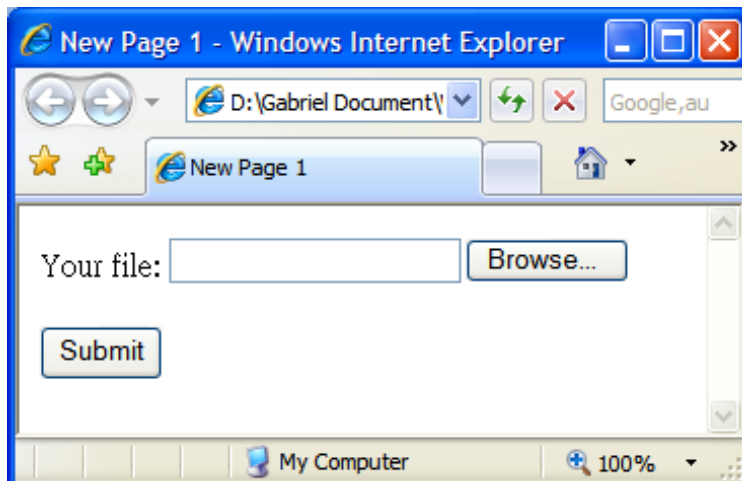 New Page 1 - Windows Internet Explorer
D:\Gabriel Document\
Google,au
New Page 1
»
Your file: Browse...
Submit
My Computer 100%